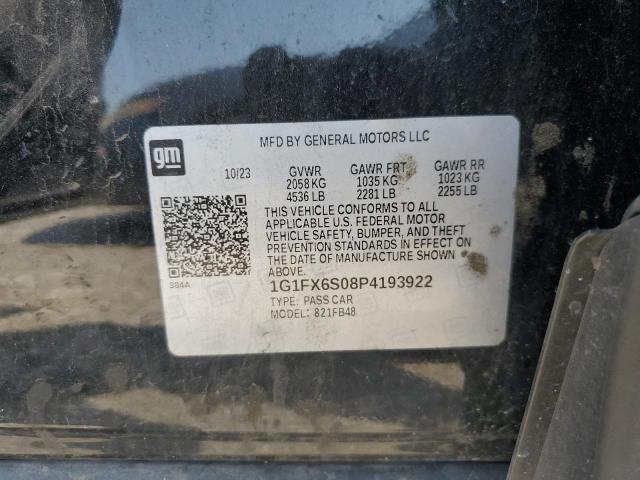 gm
MFD BY GENERAL MOTORS LLC
10/23 GVWR GAWR FRT GAWR RR
2058 KG 1035 KG 1023 KG
4536 LB 2281 LB 2255 LB
THIS VEHICLE CONFORMS TO ALL
APPLICABLE U.S. FEDERAL MOTOR
VEHICLE SAFETY, BUMPER, AND THEFT
PREVENTION STANDARDS IN EFFECT ON
THE DATE OF MANUFACTURE SHOWN
ABOVE.
384A
1G1FX6S08P4193922
TYPE: PASS CAR
MODEL: 821FB48